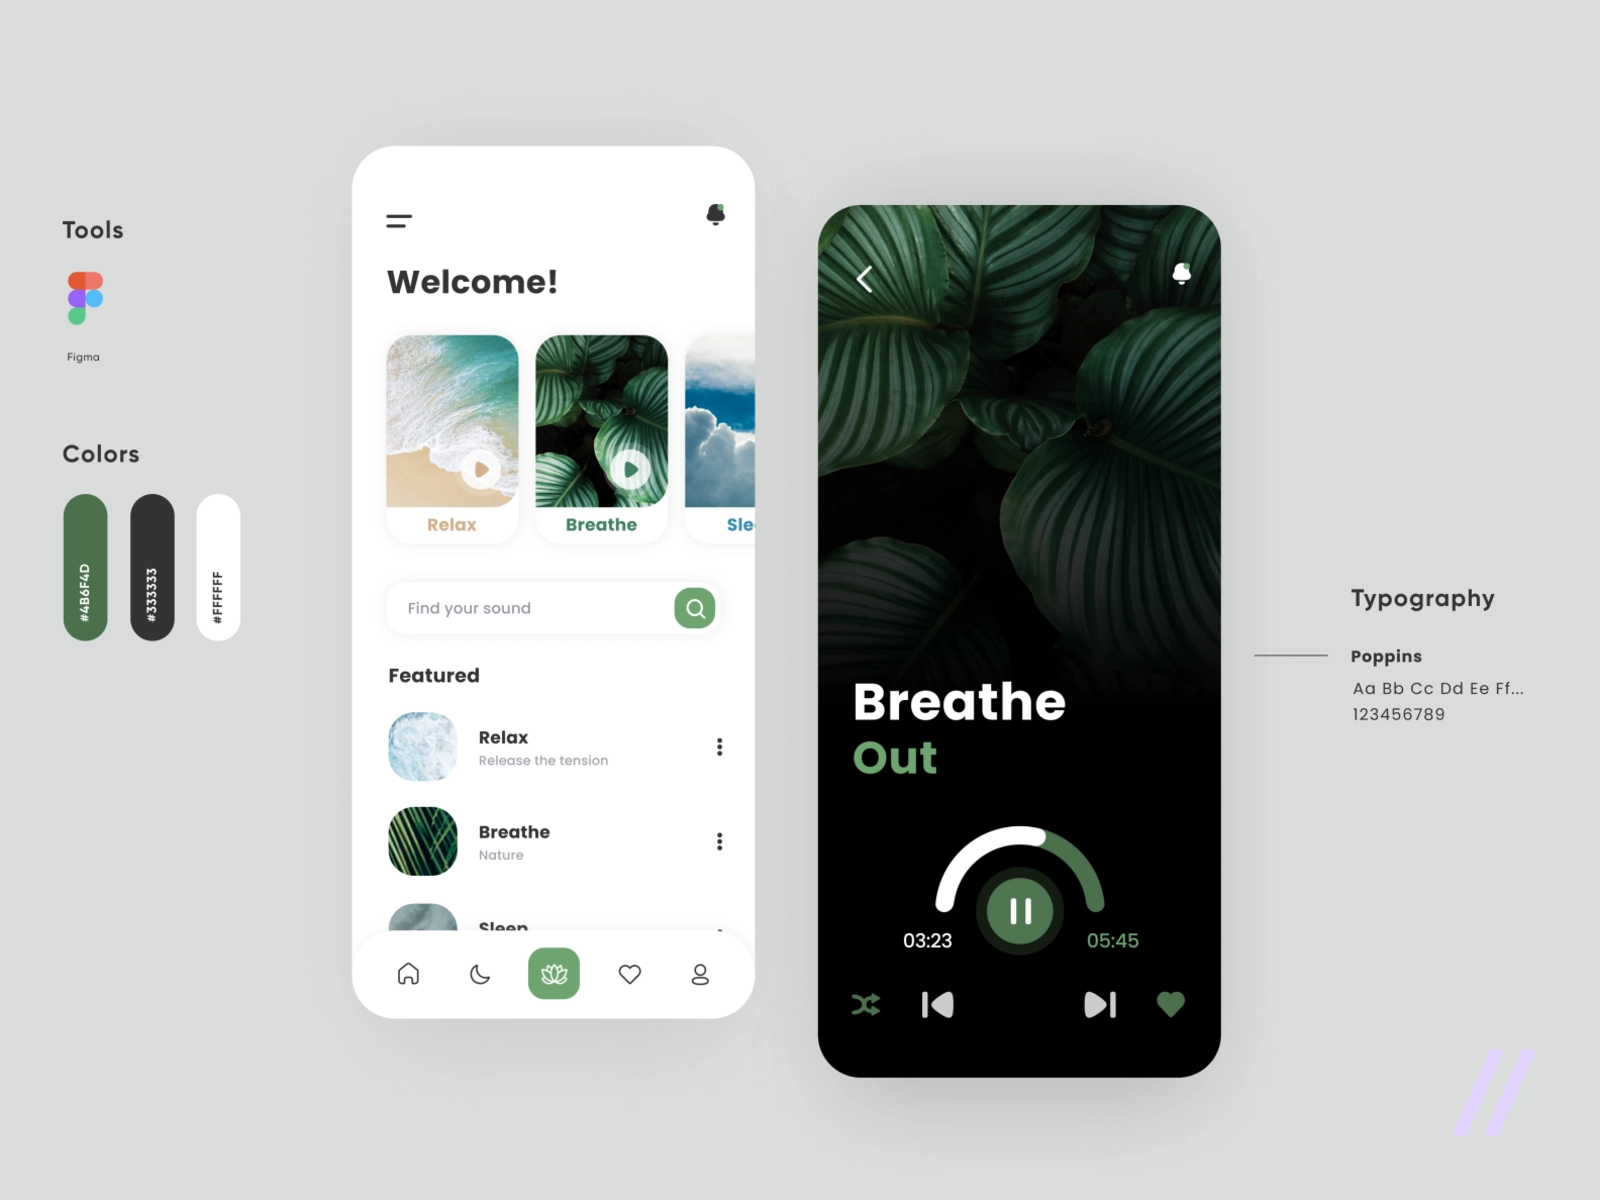 Tools
Figma
Colors
#4B6F4D
#333333
#FFFFFF
Welcome!
Relax
Breathe
Slee
Find your sound
Featured
Relax
Release the tension
Breathe
Nature
Sleep
Breathe
Out
03:23
05:45
Typography
Poppins
Aa Bb Cc Dd Ee Ff...
123456789